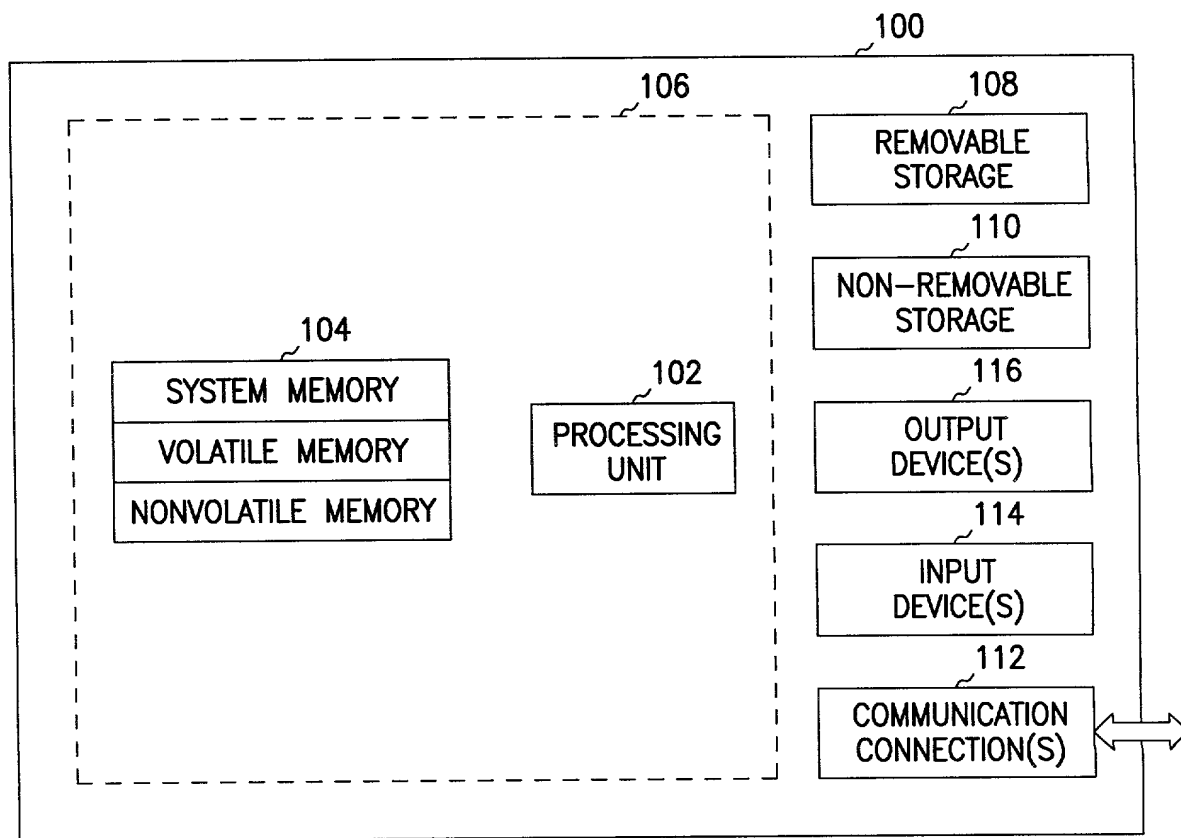 100
106
108
REMOVABLE
STORAGE
110
NON-REMOVABLE
STORAGE
104
SYSTEM MEMORY
VOLATILE MEMORY
NONVOLATILE MEMORY
102
PROCESSING
UNIT
116
OUTPUT
DEVICE(S)
114
INPUT
DEVICE(S)
112
COMMUNICATION
CONNECTION(S)